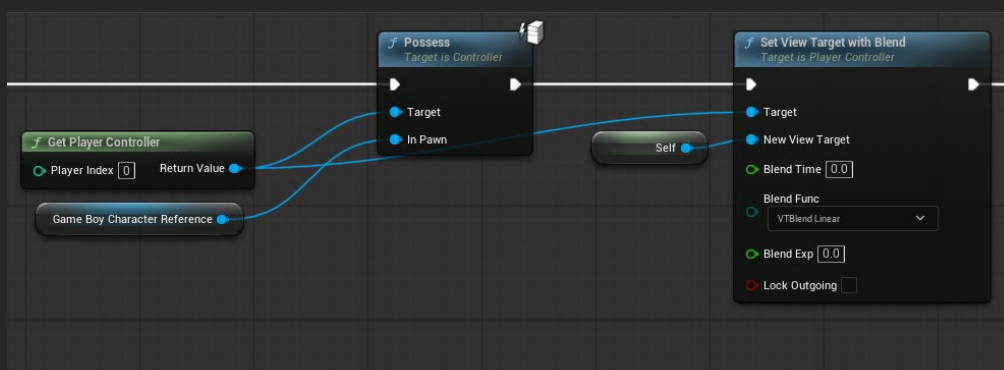 f Possess
Target is Controller
Target
In Pawn
f Get Player Controller
Player Index 0
Return Value
Game Boy Character Reference
Self
f Set View Target with Blend
Target is Player Controller
Target
New View Target
Blend Time 0.0
Blend Func
VTBlend Linear
Blend Exp 0.0
Lock Outgoing